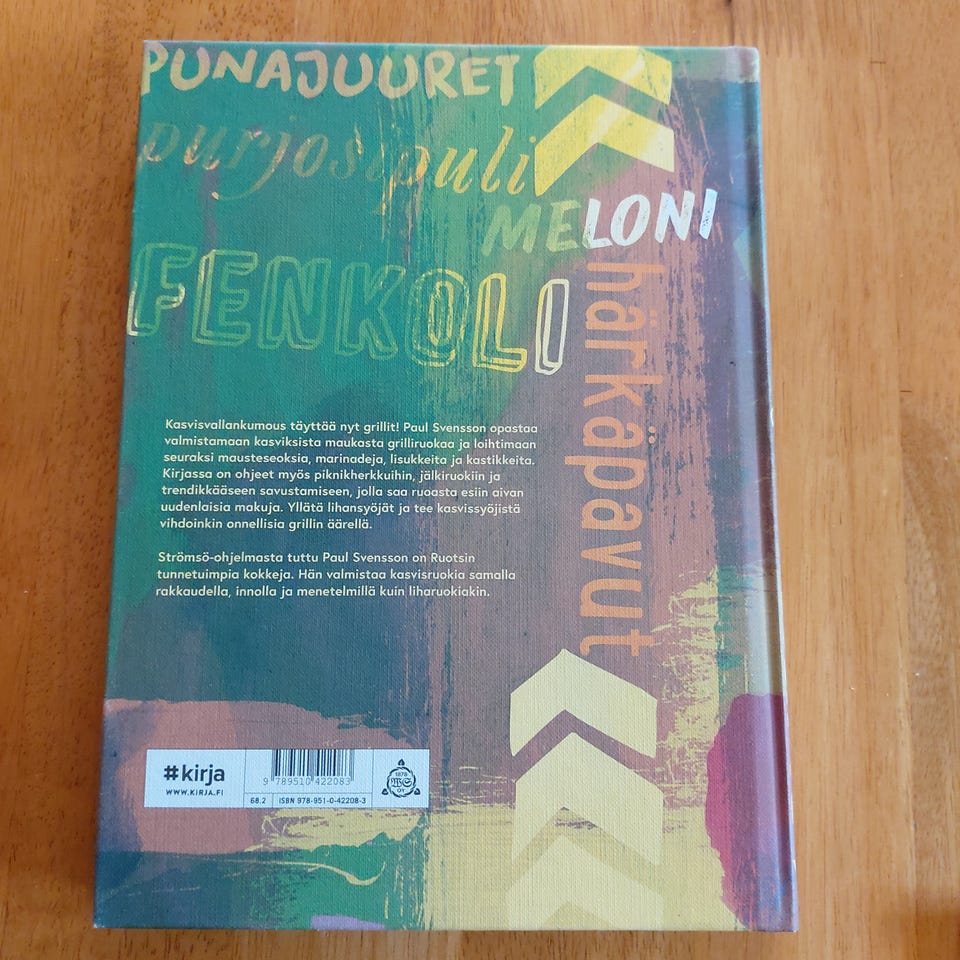 PUNAJUURET
purjosipuli
MELONI
FENKOLI
härkäpavut
Kasvisvallankumous täyttää nyt grillit! Paul Svensson opastaa
valmistamaan kasviksista maukasta grilliruokaa ja loihtimaan
seuraksi mausteseoksia, marinadeja, lisukkeita ja kastikkeita.
Kirjassa on ohjeet myös piknikherkkuihin, jälkiruokiin ja
trendikkääseen savustamiseen, jolla saa ruoasta esiin aivan
uudenlaisia makuja. Yllätä lihansyöjät ja tee kasvissyöjistä
vihdoinkin onnellisia grillin äärellä.
Strömsö-ohjelmasta tuttu Paul Svensson on Ruotsin
tunnetuimpia kokkeja. Hän valmistaa kasvisruokia samalla
rakkaudella, innolla ja menetelmillä kuin liharuokiakin.
#kirja
WWW.KIRJA.FI
9 789510 422083
68.2 ISBN 978-951-0-42208-3
1878
WS
OY